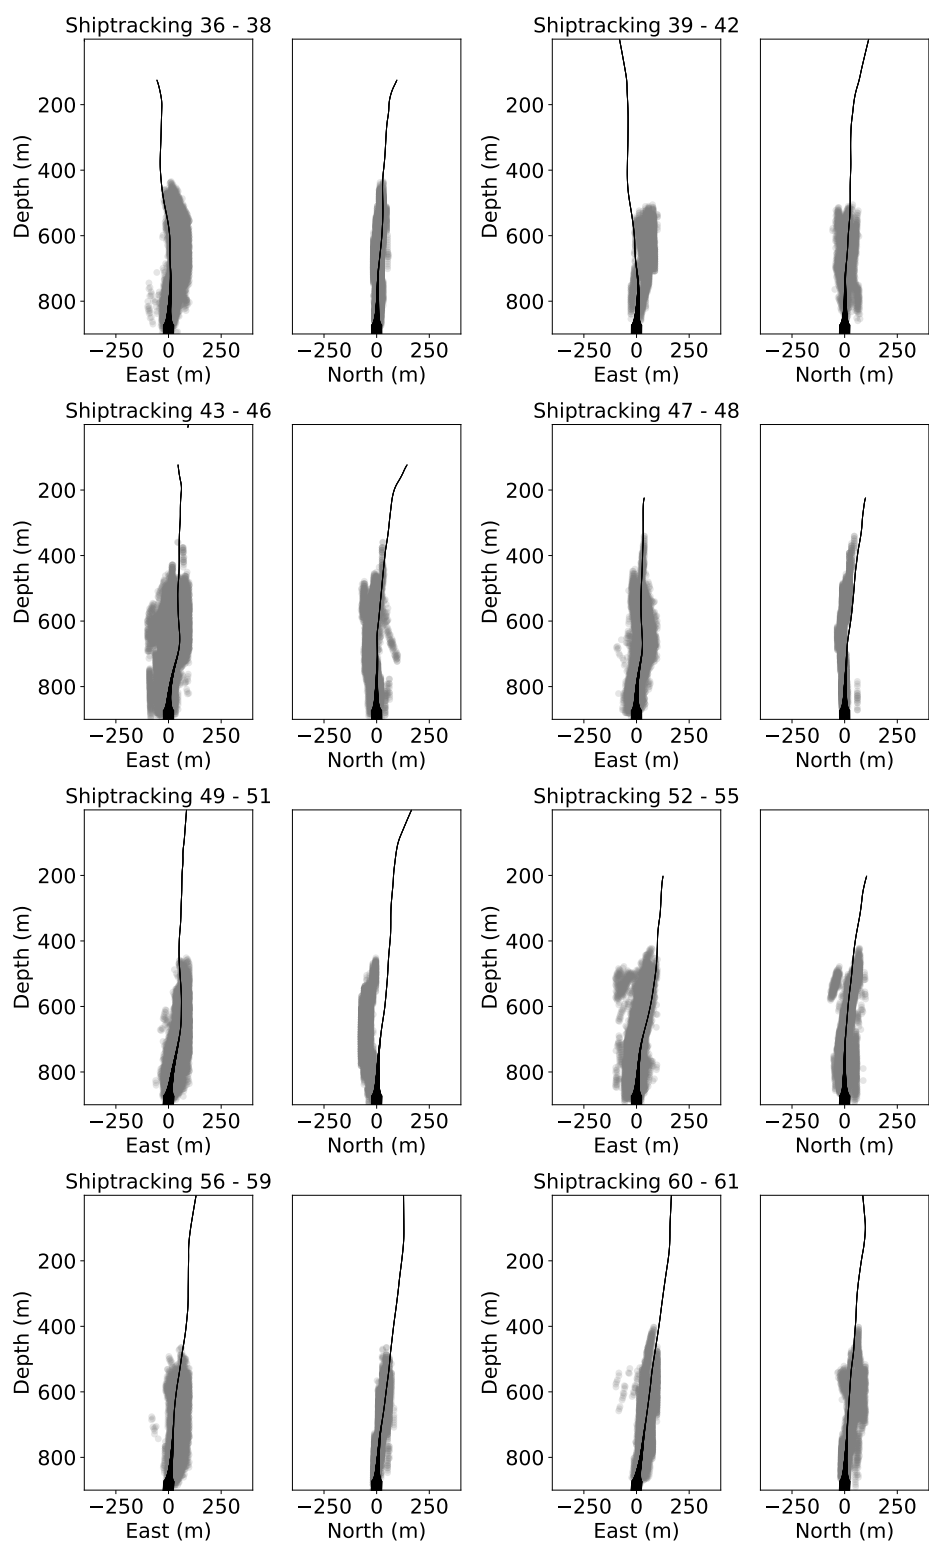 Shiptracking 36 - 38
Shiptracking 39 - 42
200
400
600
800
Depth (m)
−250 0 250
East (m)
−250 0 250
North (m)
200
400
600
800
Depth (m)
−250 0 250
East (m)
−250 0 250
North (m)
Shiptracking 43 - 46
Shiptracking 47 - 48
200
400
600
800
Depth (m)
−250 0 250
East (m)
−250 0 250
North (m)
200
400
600
800
Depth (m)
−250 0 250
East (m)
−250 0 250
North (m)
Shiptracking 49 - 51
Shiptracking 52 - 55
200
400
600
800
Depth (m)
−250 0 250
East (m)
−250 0 250
North (m)
200
400
600
800
Depth (m)
−250 0 250
East (m)
−250 0 250
North (m)
Shiptracking 56 - 59
Shiptracking 60 - 61
200
400
600
800
Depth (m)
−250 0 250
East (m)
−250 0 250
North (m)
200
400
600
800
Depth (m)
−250 0 250
East (m)
−250 0 250
North (m)